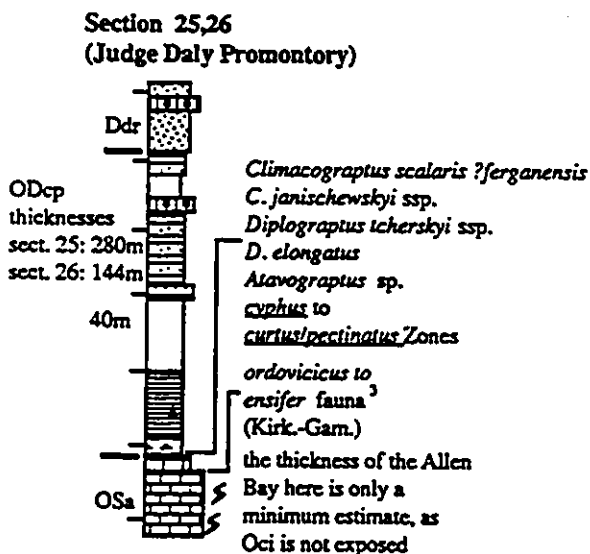 Section 25,26
(Judge Daly Promontory)
Ddr
ODcp
thicknesses
sect. 25: 280m
sect. 26: 144m
40m
OSa
Climacograptus scalaris ?ferganensis
C. janischewskyi ssp.
Diplograptus tcherskyi ssp.
D. elongatus
Atavograptus sp.
cyphus to
curtus/pectinatus Zones
ordovicicus to
ensifer fauna³
(Kirk.-Gam.)
the thickness of the Allen
Bay here is only a
minimum estimate, as
Oci is not exposed